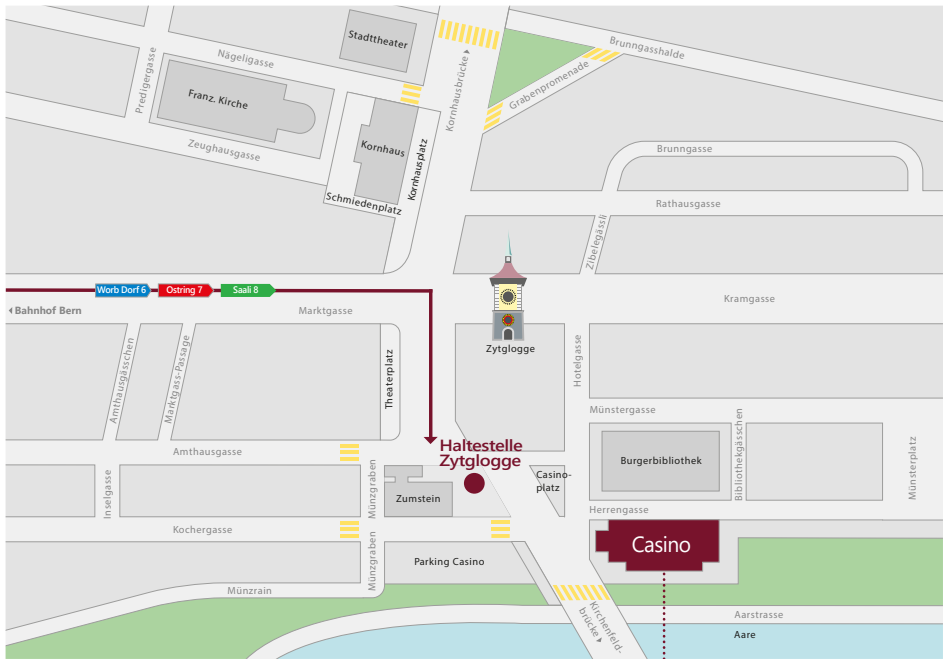 Stadttheater
Brunngasshalde
Nägeligasse
Predigergasse
Kornhausbrücke
Grabenpromenade
Franz. Kirche
Zeughausgasse
Kornhaus
Kornhausplatz
Schmiedenplatz
Brunngasse
Rathausgasse
Zibelegässli
Worb Dorf 6
Ostring 7
Saali 8
Bahnhof Bern
Marktgasse
Kramgasse
Zytglogge
Amthausgässchen
Marktgass-Passage
Theaterplatz
Hotelgasse
Münstergasse
Amthausgasse
Haltestelle
Zytglogge
Burgerbibliothek
Bibliothekgässchen
Münsterplatz
Inselgasse
Münzgraben
Zumstein
Casino-
platz
Herrengasse
Kochergasse
Casino
Münzgraben
Parking Casino
Münzrain
Kirchenfeld-
brücke
Aarstrasse
Aare